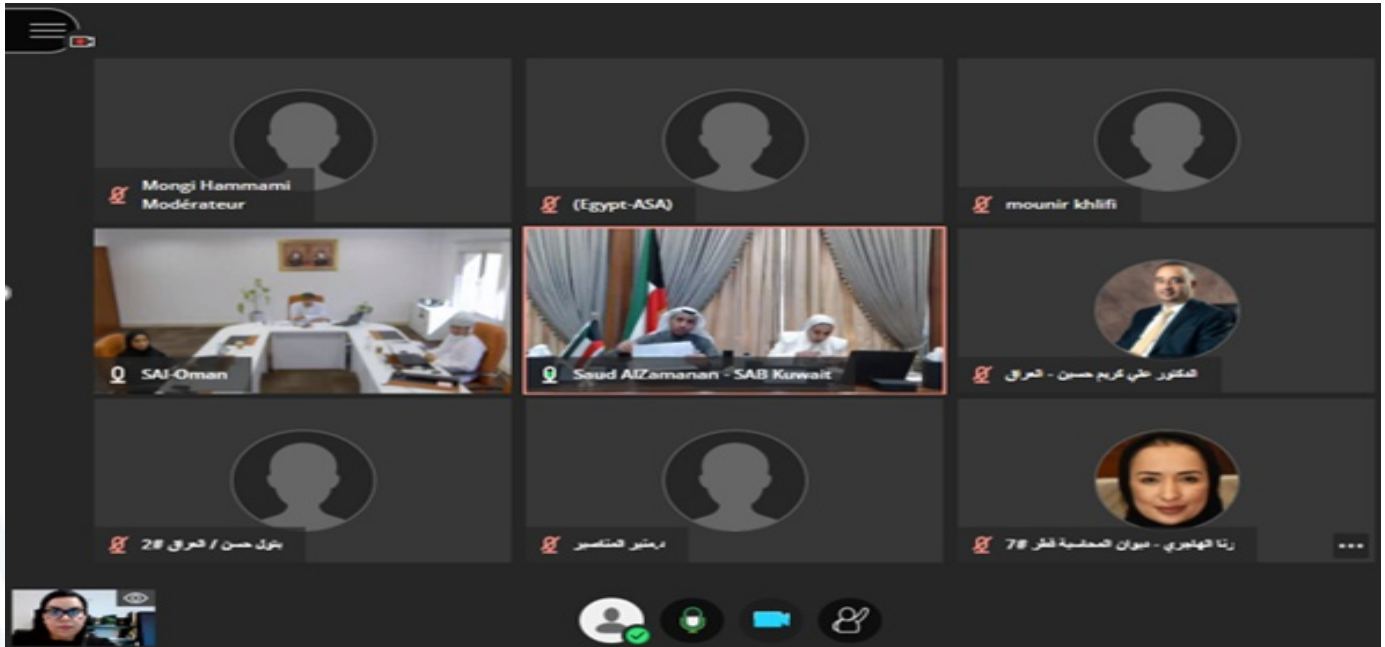 Mongi Hammami
Modérateur
(Egypt-ASA)
mounir khlifi
SAI-Oman
Saud AlZamanan - SAB Kuwait
الدكتور علي كريم حسين - العراق
بتول حسن / العراق #2
د.منير المناصير
رنا الهاجري - ديوان المحاسبة قطر #7